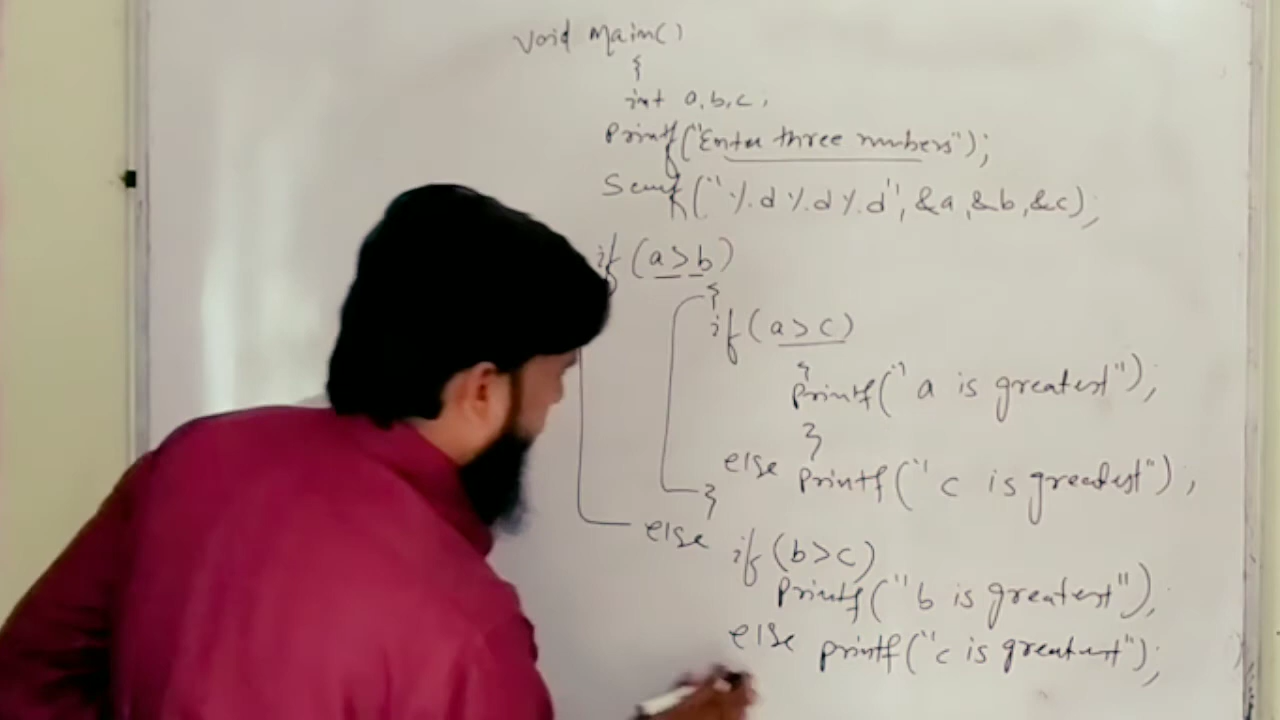 void main()
{
int a,b,c;
printf("Enter three numbers");
Scanf("%d%d%d",&a,&b,&c);
if(a>b)
{
if(a>c)
{
printf("a is greatest");
}
else printf("c is greatest");
}
else if(b>c)
printf("b is greatest");
else printf("c is greatest");